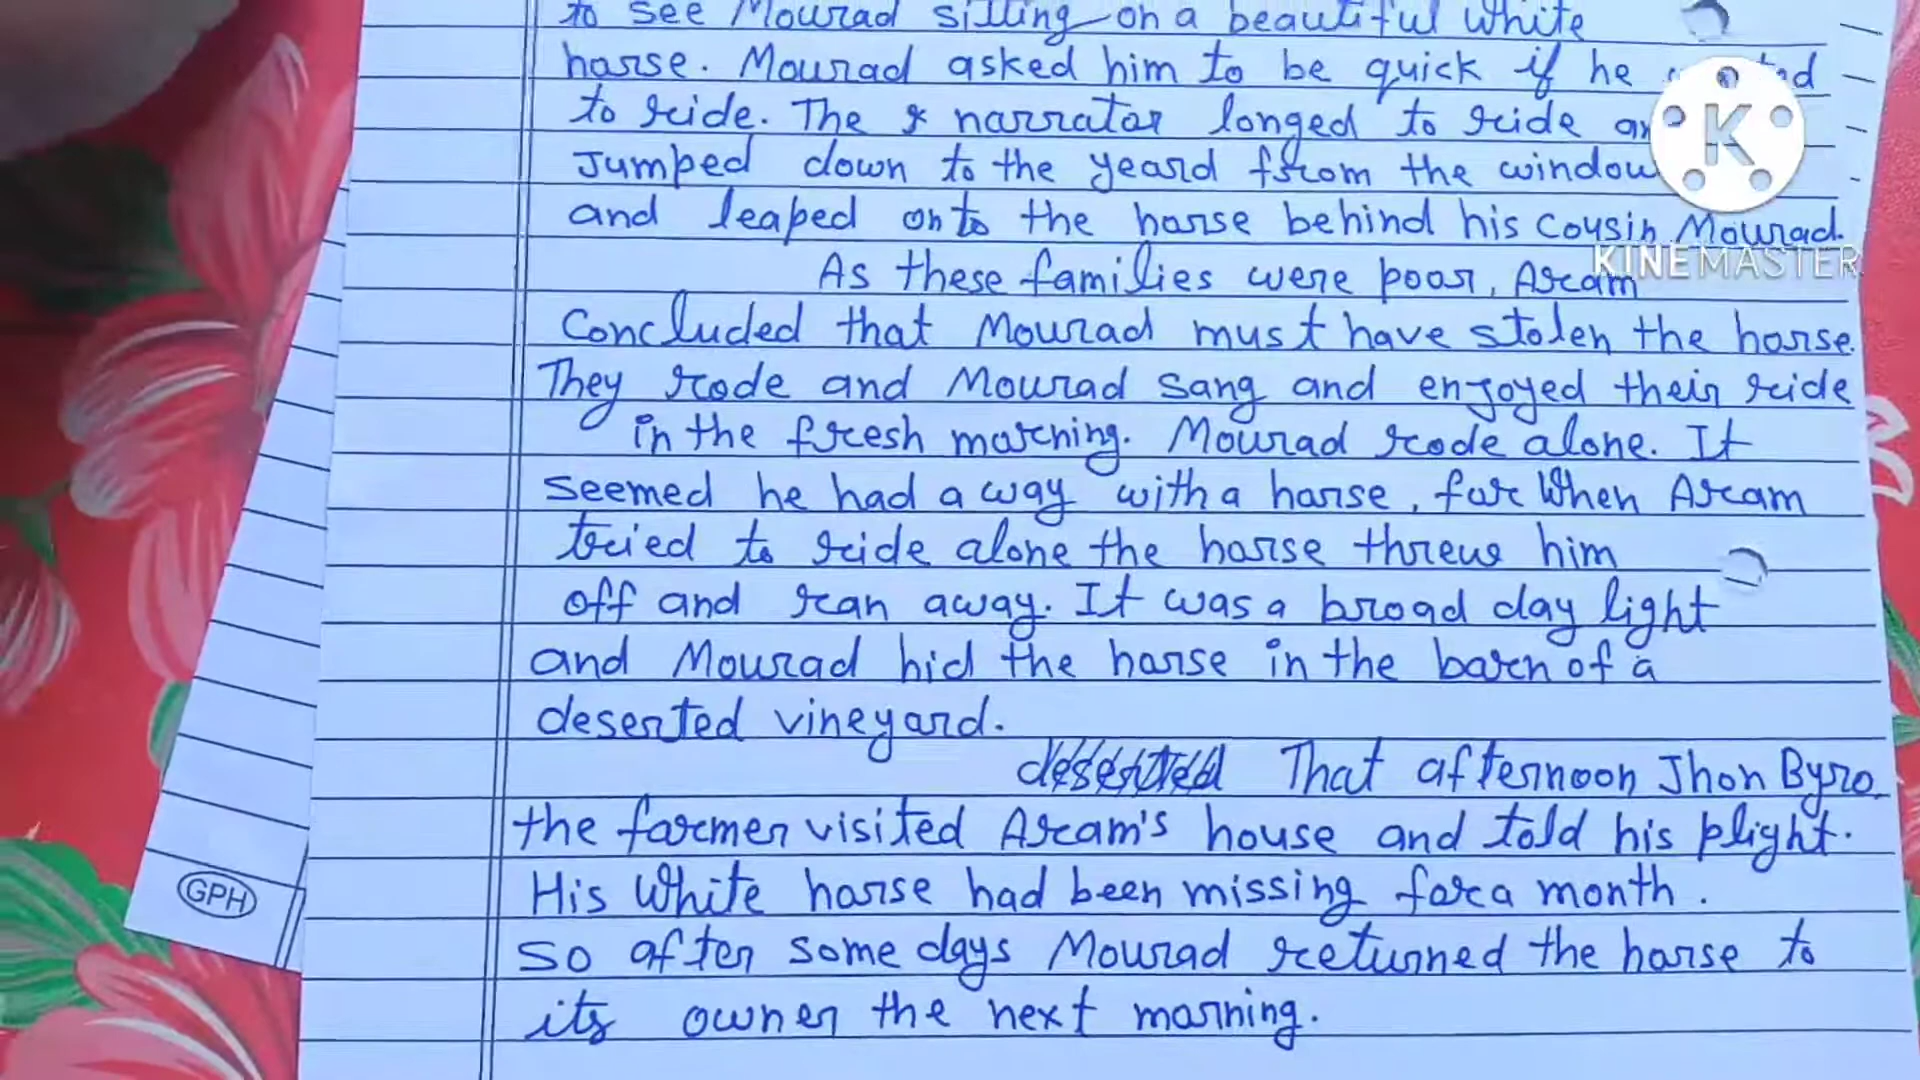 to see Mourad sitting on a beautiful white
horse. Mourad asked him to be quick if he
to ride. The narrator longed to ride
Jumped down to the yeard from the window
and leaped onto the horse behind his cousin Mourad.
KINEMASTER
As these families were poor, Aram
Concluded that Mourad must have stolen the horse.
They rode and Mourad sang and enjoyed their ride
in the fresh morning. Mourad rode alone. It
seemed he had a way with a horse, for When Aram
tried to ride alone the horse threw him
off and ran away. It was a broad day light
and Mourad hid the horse in the barn of a
deserted vineyard.
deserted That afternoon Jhon Byro
the farmer visited Aram's house and told his plight.
His White horse had been missing for a month.
So after some days Mourad returned the horse to
its owner the next morning.
GPH
K